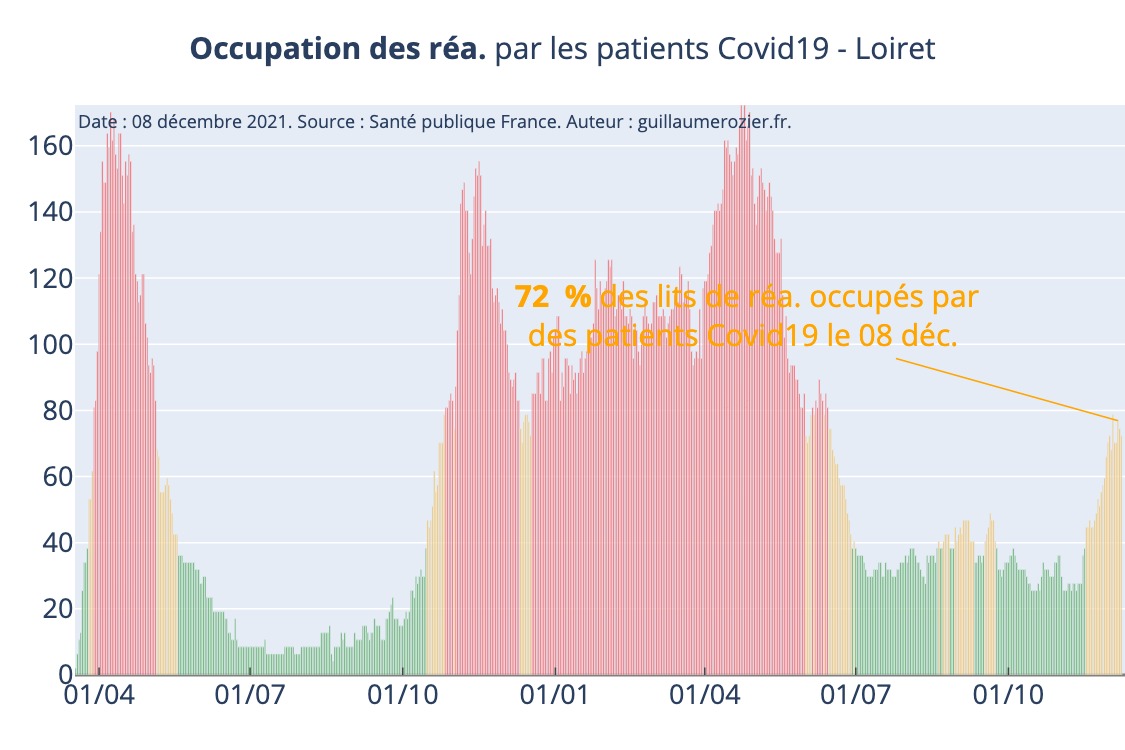 Occupation des réa. par les patients Covid19 - Loiret
Date : 08 décembre 2021. Source : Santé publique France. Auteur : guillaumerozier.fr.
160
140
120
72 % des lits de réa. occupés par
des patients Covid19 le 08 déc.
100
80
60
40
20
0
01/04 01/07 01/10 01/01 01/04 01/07 01/10